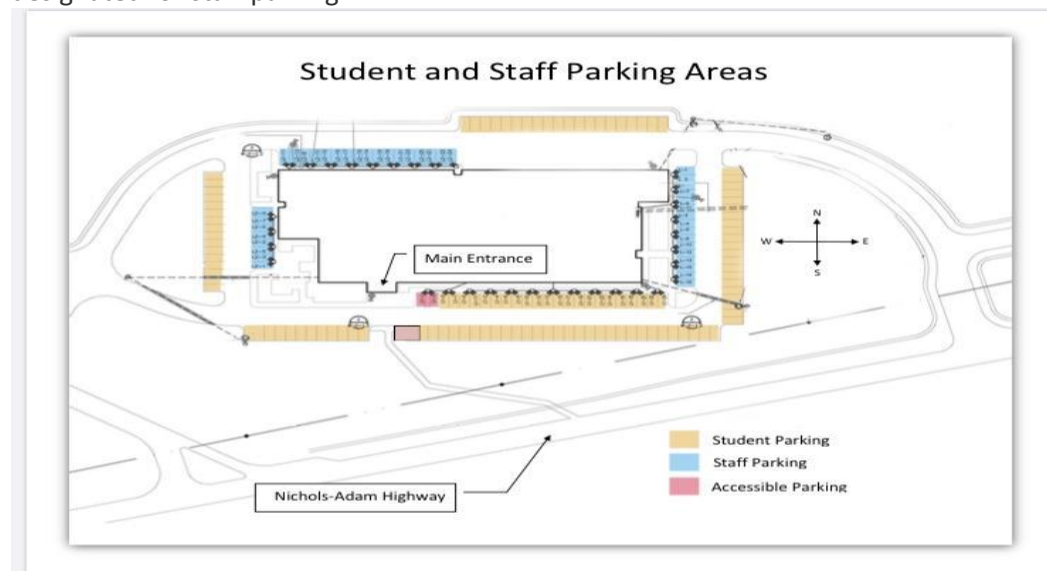 Student and Staff Parking Areas
N
W
E
S
Main Entrance
Student Parking
Staff Parking
Accessible Parking
Nichols-Adam Highway